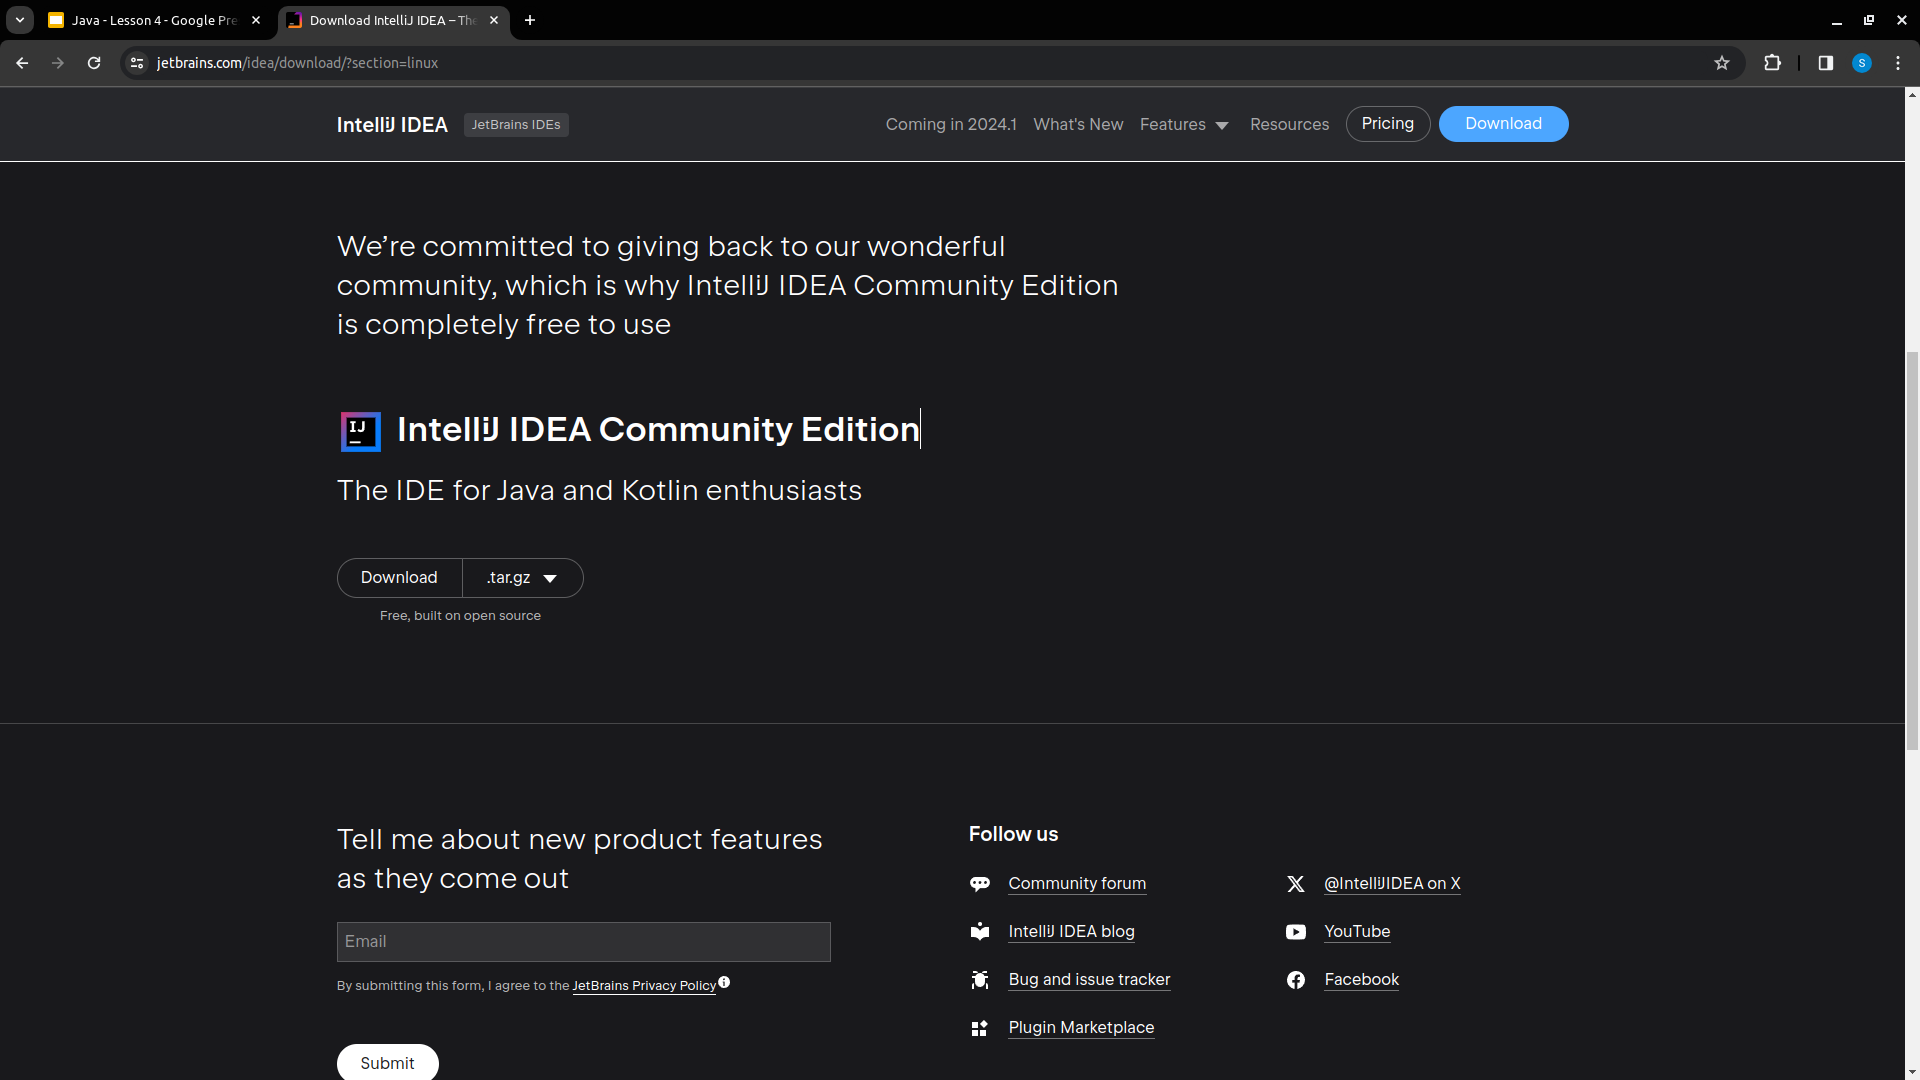 Java - Lesson 4 - Google Pre
Download IntelliJ IDEA – The
jetbrains.com/idea/download/?section=linux
S
IntelliJ IDEA
JetBrains IDEs
Coming in 2024.1
What's New
Features
Resources
Pricing
Download
We’re committed to giving back to our wonderful
community, which is why IntelliJ IDEA Community Edition
is completely free to use
IJ
IntelliJ IDEA Community Edition
The IDE for Java and Kotlin enthusiasts
Download
.tar.gz
Free, built on open source
Tell me about new product features
as they come out
Email
By submitting this form, I agree to the JetBrains Privacy Policy
Submit
Follow us
Community forum
@IntelliJIDEA on X
IntelliJ IDEA blog
YouTube
Bug and issue tracker
Facebook
Plugin Marketplace